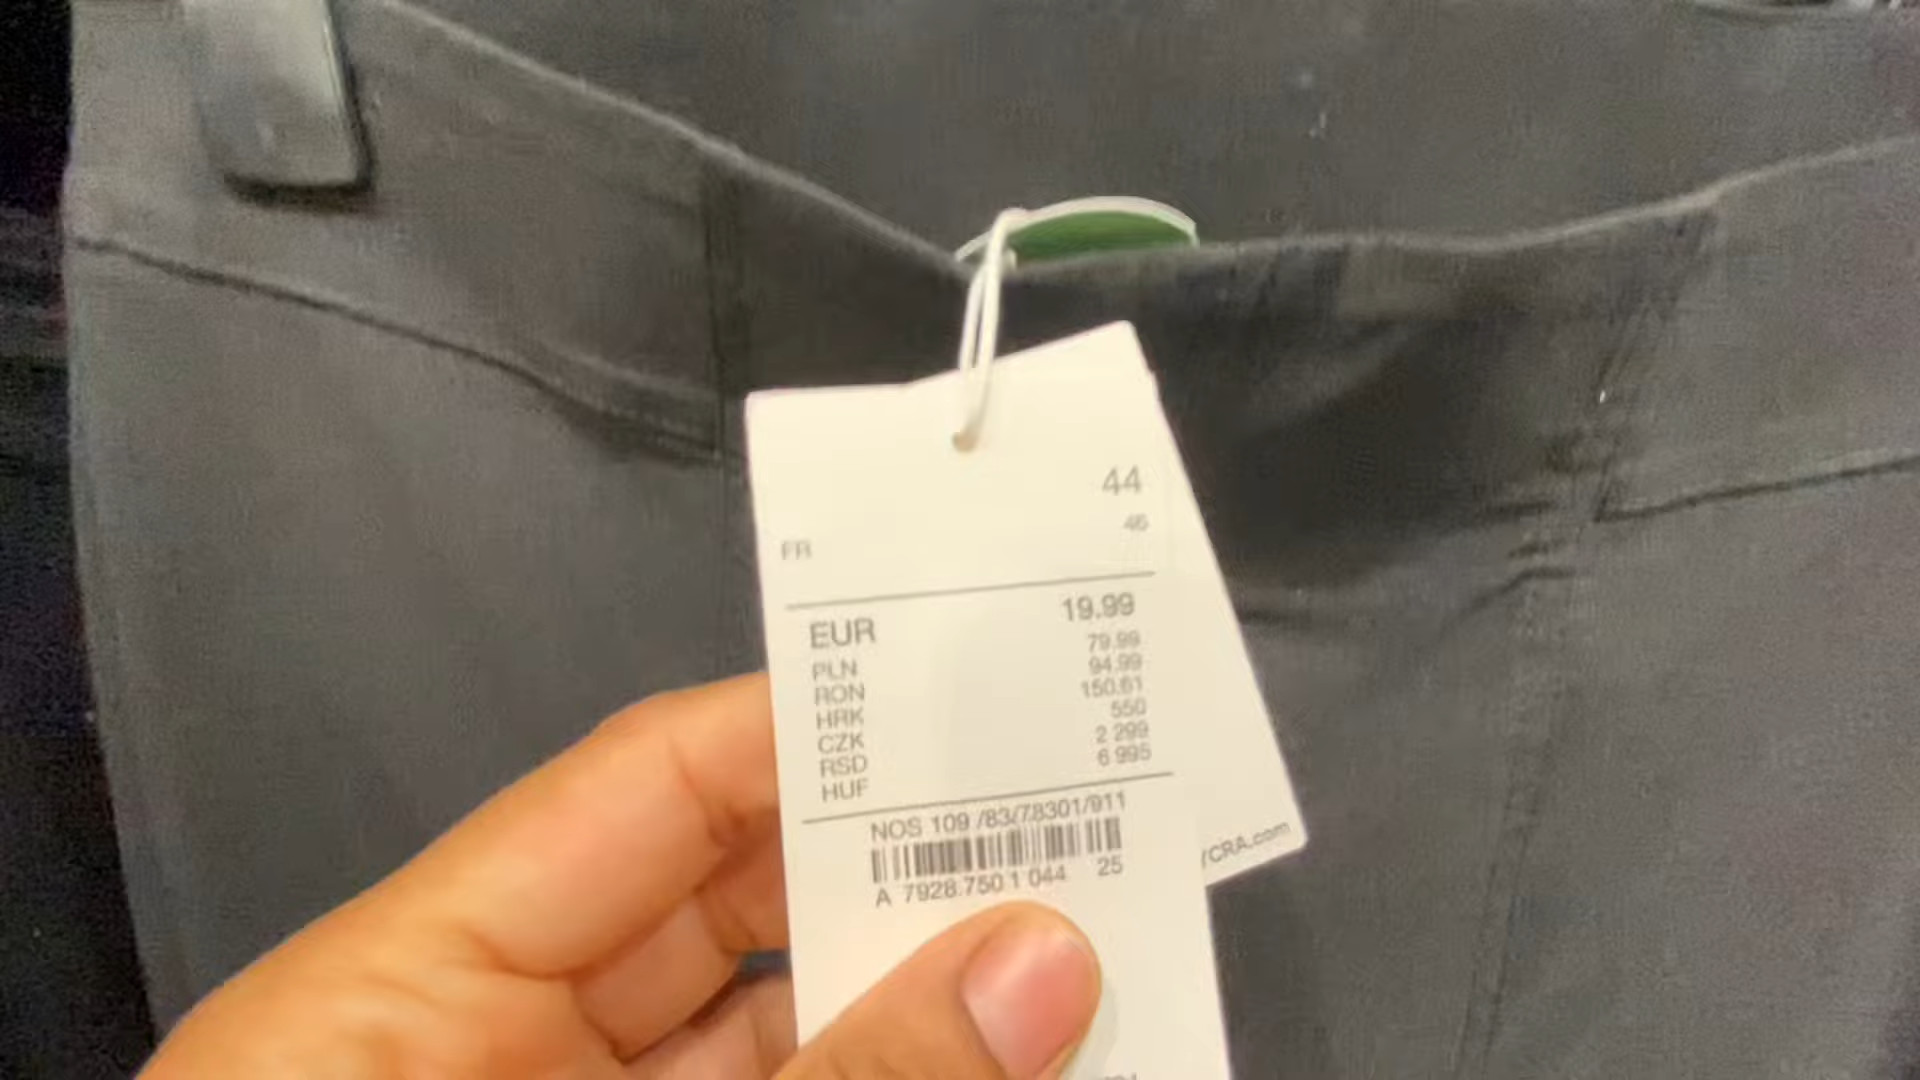 44
FR 46
EUR 19.99
PLN 79.99
RON 94.99
HRK 150.61
CZK 550
RSD 2 299
HUF 6 995
NOS 109 /83/78301/911
A 7928.750 1 044 25
YCRA.com